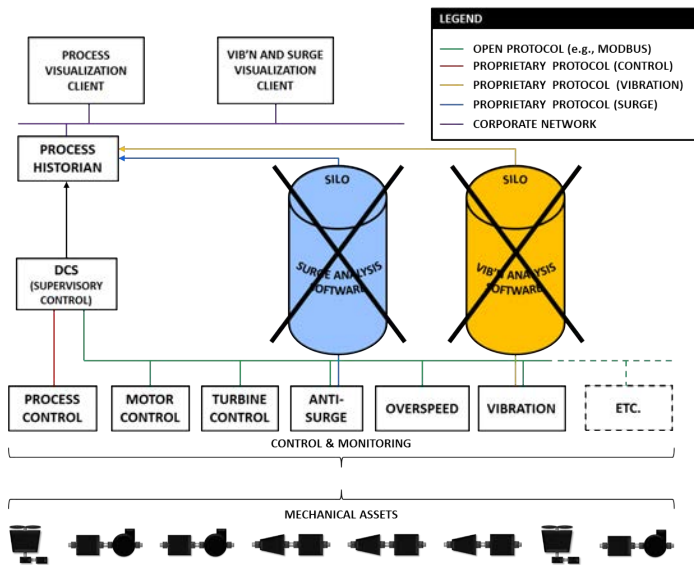 LEGEND
OPEN PROTOCOL (e.g., MODBUS)
PROPRIETARY PROTOCOL (CONTROL)
PROPRIETARY PROTOCOL (VIBRATION)
PROPRIETARY PROTOCOL (SURGE)
CORPORATE NETWORK
PROCESS
VISUALIZATION
CLIENT
VIB'N AND SURGE
VISUALIZATION
CLIENT
PROCESS
HISTORIAN
SILO
SURGE ANALYSIS
SOFTWARE
SILO
VIB'N ANALYSIS
SOFTWARE
DCS
(SUPERVISORY
CONTROL)
PROCESS
CONTROL
MOTOR
CONTROL
TURBINE
CONTROL
ANTI-
SURGE
OVERSPEED
VIBRATION
ETC.
CONTROL & MONITORING
MECHANICAL ASSETS